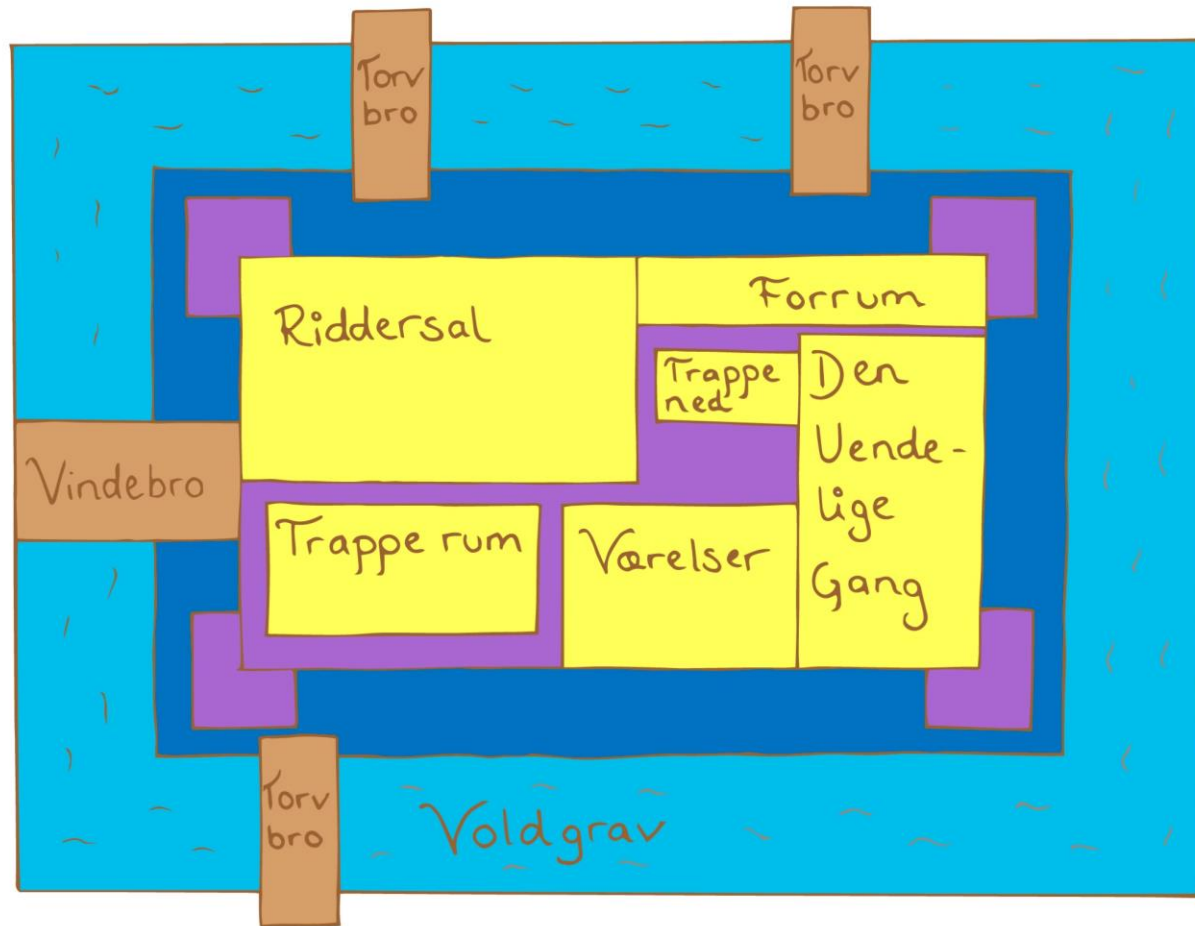 Torv
bro
Torv
bro
Riddersal
Forrum
Trappe
ned
Den
Uende-
lige
Gang
Vindebro
Trappe rum
Værelser
Torv
bro
Voldgrav